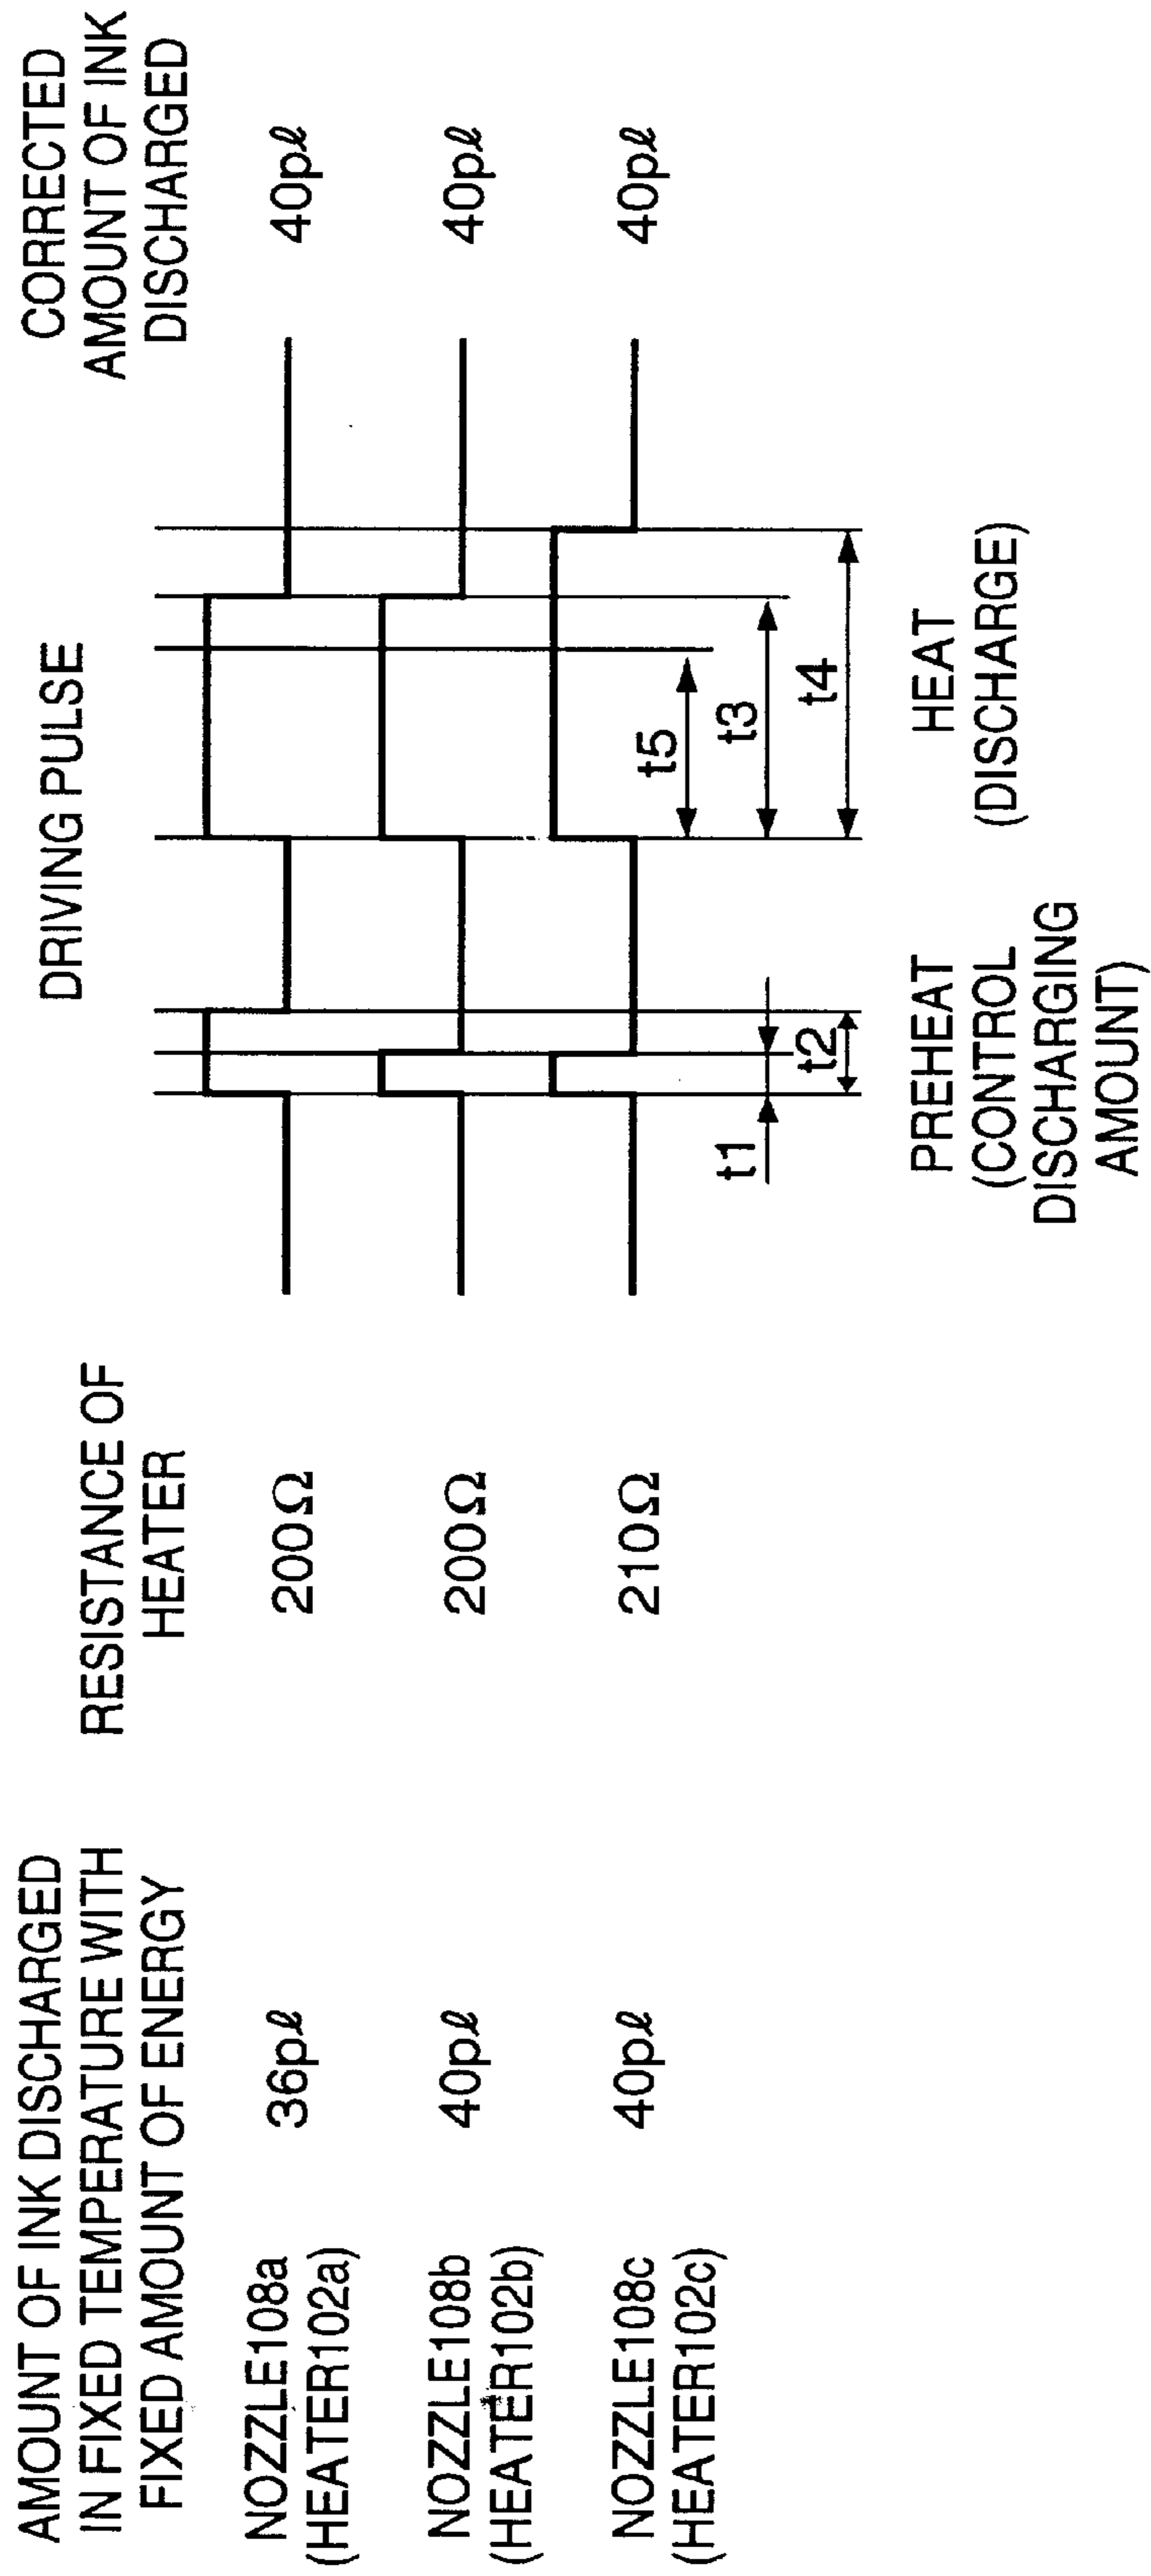 AMOUNT OF INK DISCHARGED
IN FIXED TEMPERATURE WITH
FIXED AMOUNT OF ENERGY
RESISTANCE OF
HEATER
DRIVING PULSE
CORRECTED
AMOUNT OF INK
DISCHARGED
NOZZLE108a
(HEATER102a)
36pℓ
200Ω
40pℓ
NOZZLE108b
(HEATER102b)
40pℓ
200Ω
40pℓ
NOZZLE108c
(HEATER102c)
40pℓ
210Ω
40pℓ
t5
t1
t3
t2
t4
PREHEAT
(CONTROL
DISCHARGING
AMOUNT)
HEAT
(DISCHARGE)